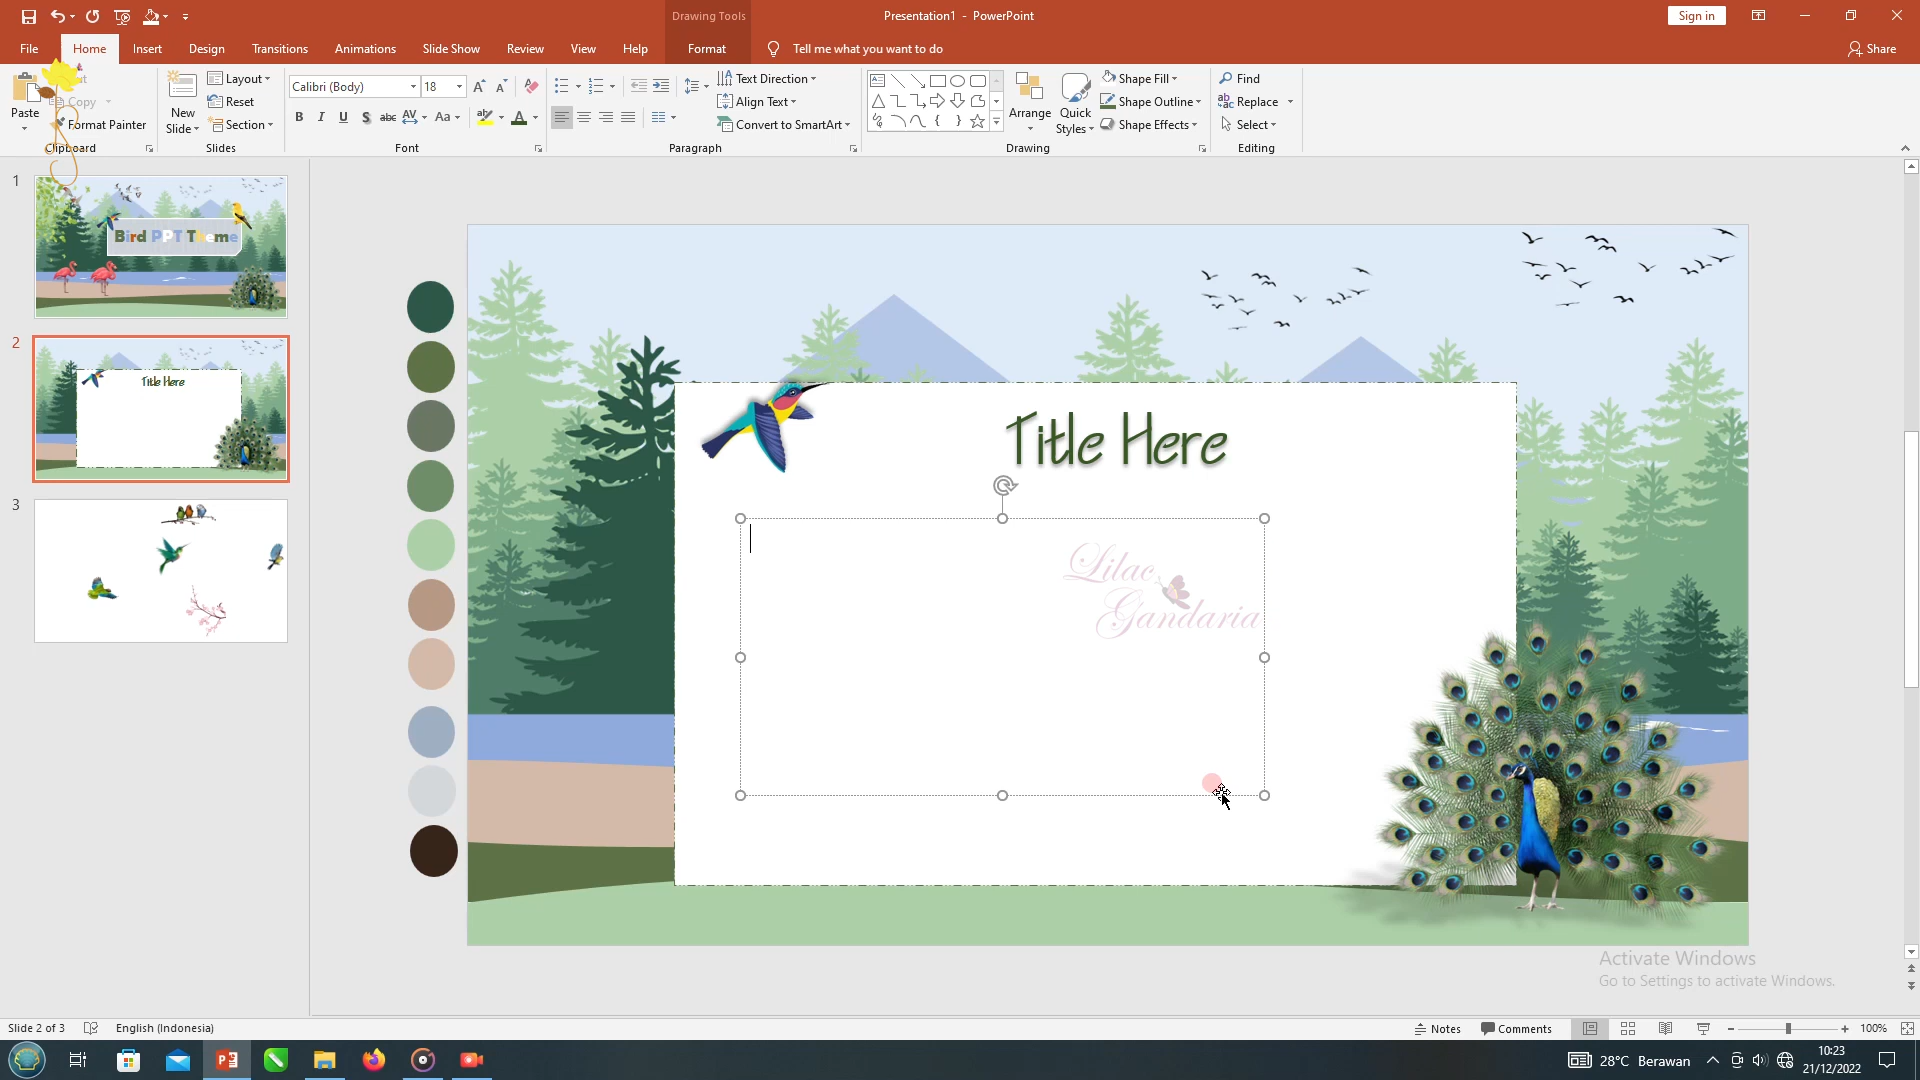 Drawing Tools
Presentation1 - PowerPoint
Sign in
File Home Insert Design Transitions Animations Slide Show Review View Help Format Tell me what you want to do Share
Paste
Copy
Format Painter
Clipboard
New Slide
Layout
Reset
Section
Slides
Calibri (Body) 18
B I U S abc AV Aa A
Font
Text Direction
Align Text
Convert to SmartArt
Paragraph
Arrange
Quick Styles
Shape Fill
Shape Outline
Shape Effects
Drawing
Find
Replace
Select
Editing
1
Bird PPT Theme
2
Title Here
3
Title Here
Lilac
Gandaria
Activate Windows
Go to Settings to activate Windows.
Slide 2 of 3 English (Indonesia) Notes Comments 100%
28°C Berawan
10:23
21/12/2022